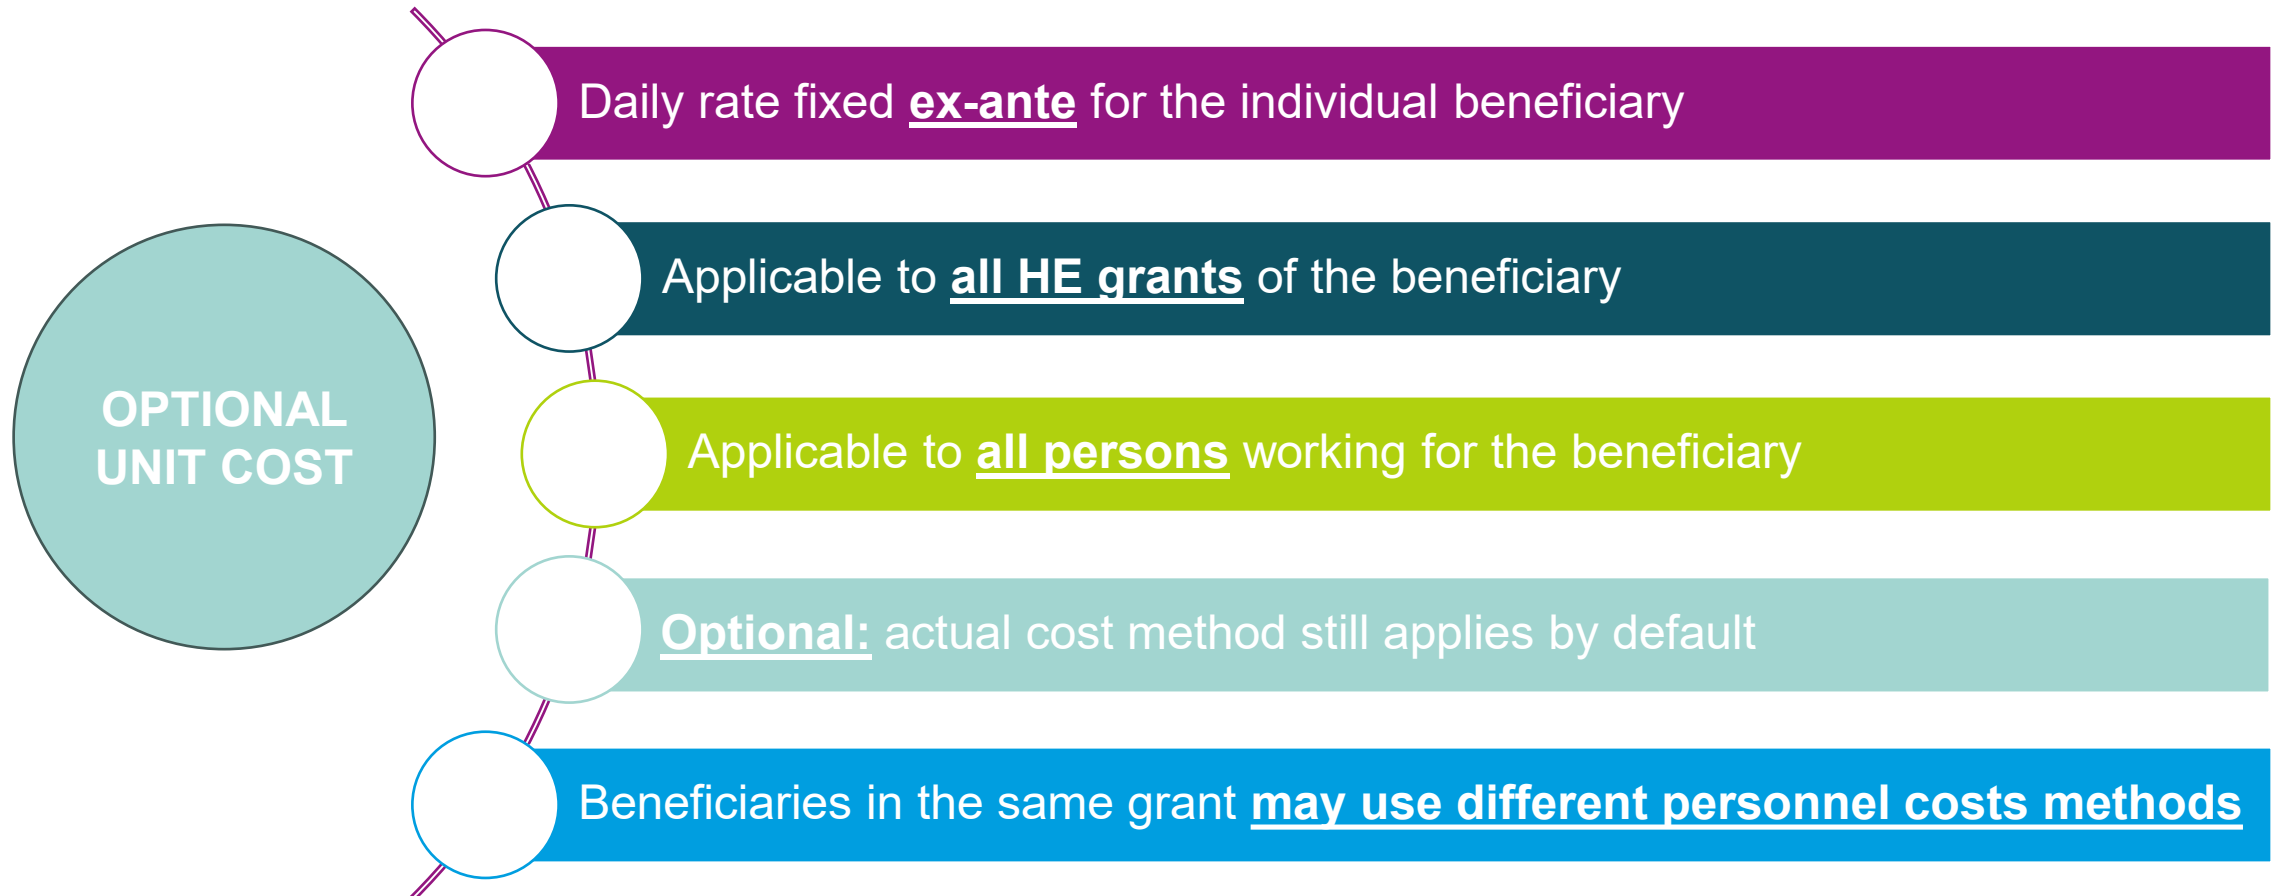 OPTIONAL
UNIT COST
Daily rate fixed ex-ante for the individual beneficiary
Applicable to all HE grants of the beneficiary
Applicable to all persons working for the beneficiary
Optional: actual cost method still applies by default
Beneficiaries in the same grant may use different personnel costs methods